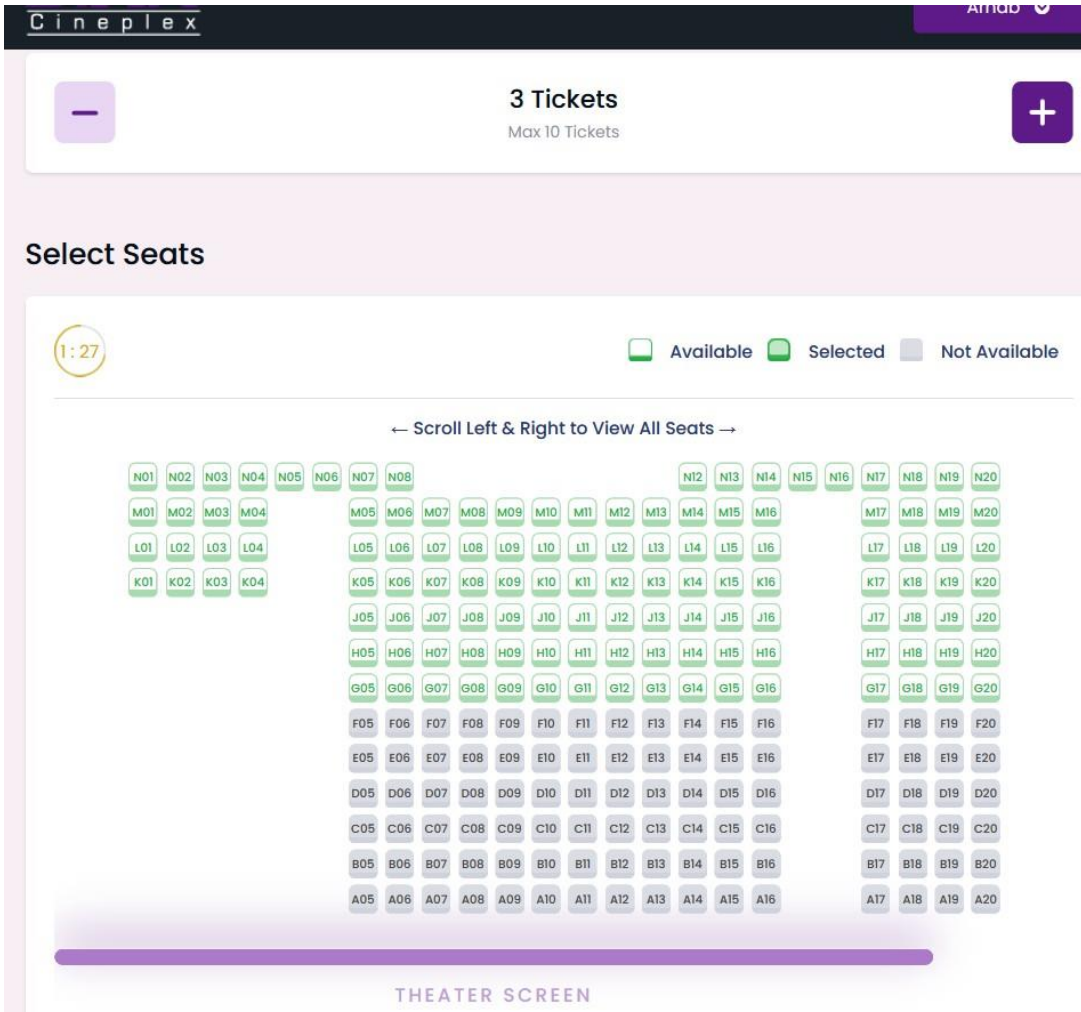 Cineplex
Arnab
3 Tickets
Max 10 Tickets
Select Seats
1:27
Available Selected Not Available
← Scroll Left & Right to View All Seats →
N01 N02 N03 N04 N05 N06 N07 N08 N12 N13 N14 N15 N16 N17 N18 N19 N20
M01 M02 M03 M04 M05 M06 M07 M08 M09 M10 M11 M12 M13 M14 M15 M16 M17 M18 M19 M20
L01 L02 L03 L04 L05 L06 L07 L08 L09 L10 L11 L12 L13 L14 L15 L16 L17 L18 L19 L20
K01 K02 K03 K04 K05 K06 K07 K08 K09 K10 K11 K12 K13 K14 K15 K16 K17 K18 K19 K20
J05 J06 J07 J08 J09 J10 J11 J12 J13 J14 J15 J16 J17 J18 J19 J20
H05 H06 H07 H08 H09 H10 H11 H12 H13 H14 H15 H16 H17 H18 H19 H20
G05 G06 G07 G08 G09 G10 G11 G12 G13 G14 G15 G16 G17 G18 G19 G20
F05 F06 F07 F08 F09 F10 F11 F12 F13 F14 F15 F16 F17 F18 F19 F20
E05 E06 E07 E08 E09 E10 E11 E12 E13 E14 E15 E16 E17 E18 E19 E20
D05 D06 D07 D08 D09 D10 D11 D12 D13 D14 D15 D16 D17 D18 D19 D20
C05 C06 C07 C08 C09 C10 C11 C12 C13 C14 C15 C16 C17 C18 C19 C20
B05 B06 B07 B08 B09 B10 B11 B12 B13 B14 B15 B16 B17 B18 B19 B20
A05 A06 A07 A08 A09 A10 A11 A12 A13 A14 A15 A16 A17 A18 A19 A20
THEATER SCREEN